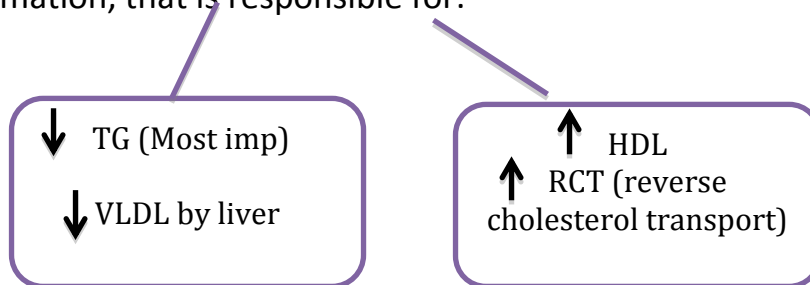 mation, that is responsible for:
↓ TG (Most imp)
↓ VLDL by liver
↑ HDL
↑ RCT (reverse
cholesterol transport)